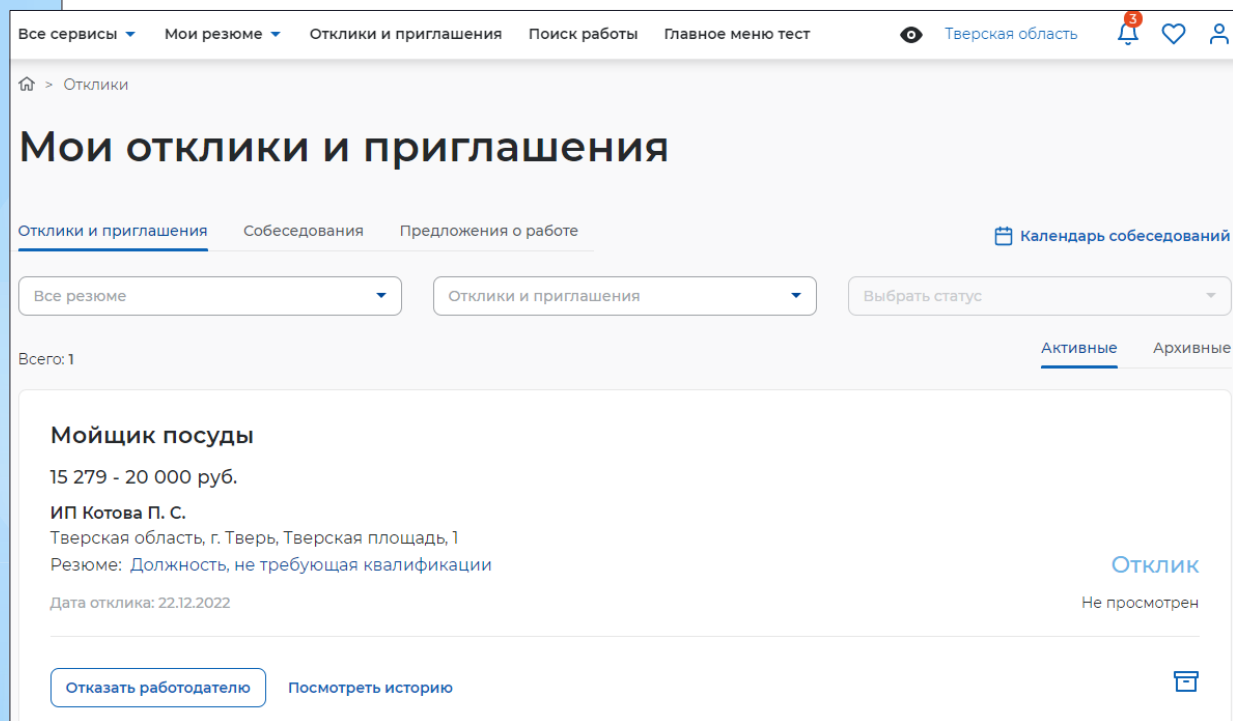 Все сервисы Мои резюме Отклики и приглашения Поиск работы Главное меню тест Тверская область 3
> Отклики
Мои отклики и приглашения
Отклики и приглашения Собеседования Предложения о работе Календарь собеседований
Все резюме Отклики и приглашения Выбрать статус
Всего: 1 Активные Архивные
Мойщик посуды
15 279 - 20 000 руб.
ИП Котова П. С.
Тверская область, г. Тверь, Тверская площадь, 1
Резюме: Должность, не требующая квалификации Отклик
Дата отклика: 22.12.2022 Не просмотрен
Отказать работодателю Посмотреть историю